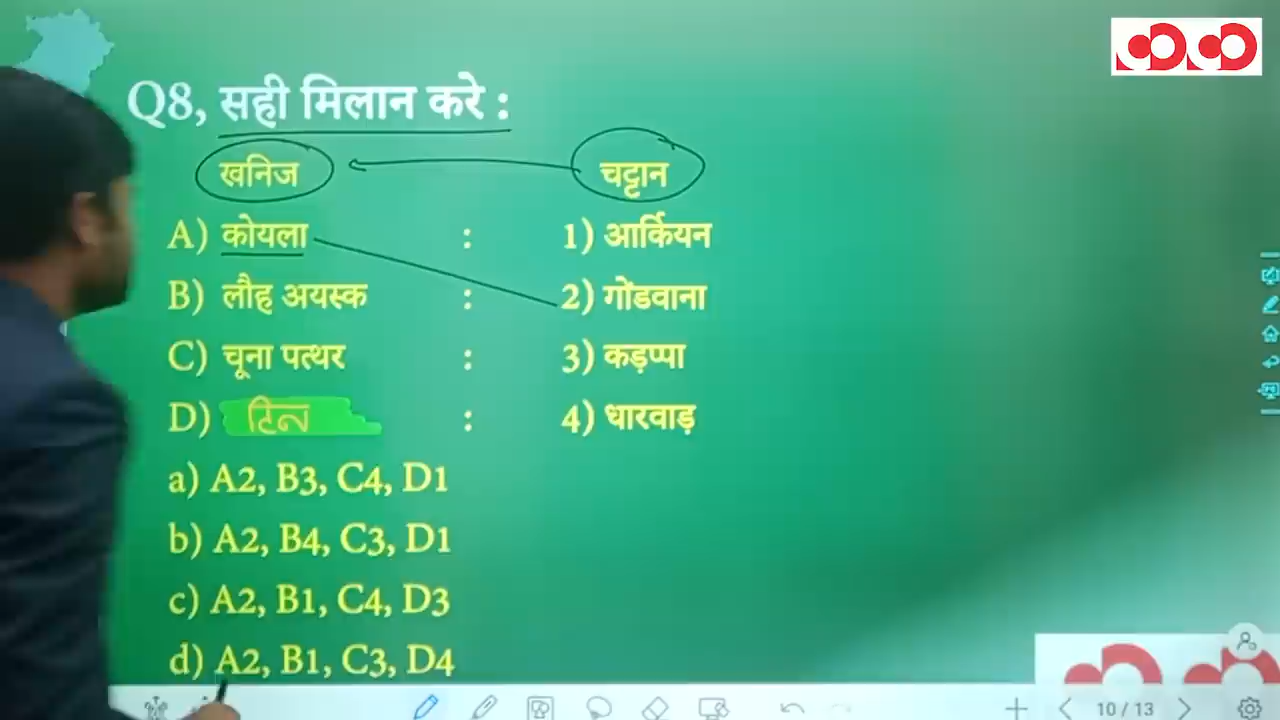 Q8, सही मिलान करे :
खनिज चट्टान
A) कोयला : 1) आर्कियन
B) लौह अयस्क : 2) गोंडवाना
C) चूना पत्थर : 3) कड़प्पा
D) टिन : 4) धारवाड़
a) A2, B3, C4, D1
b) A2, B4, C3, D1
c) A2, B1, C4, D3
d) A2, B1, C3, D4
10 / 13